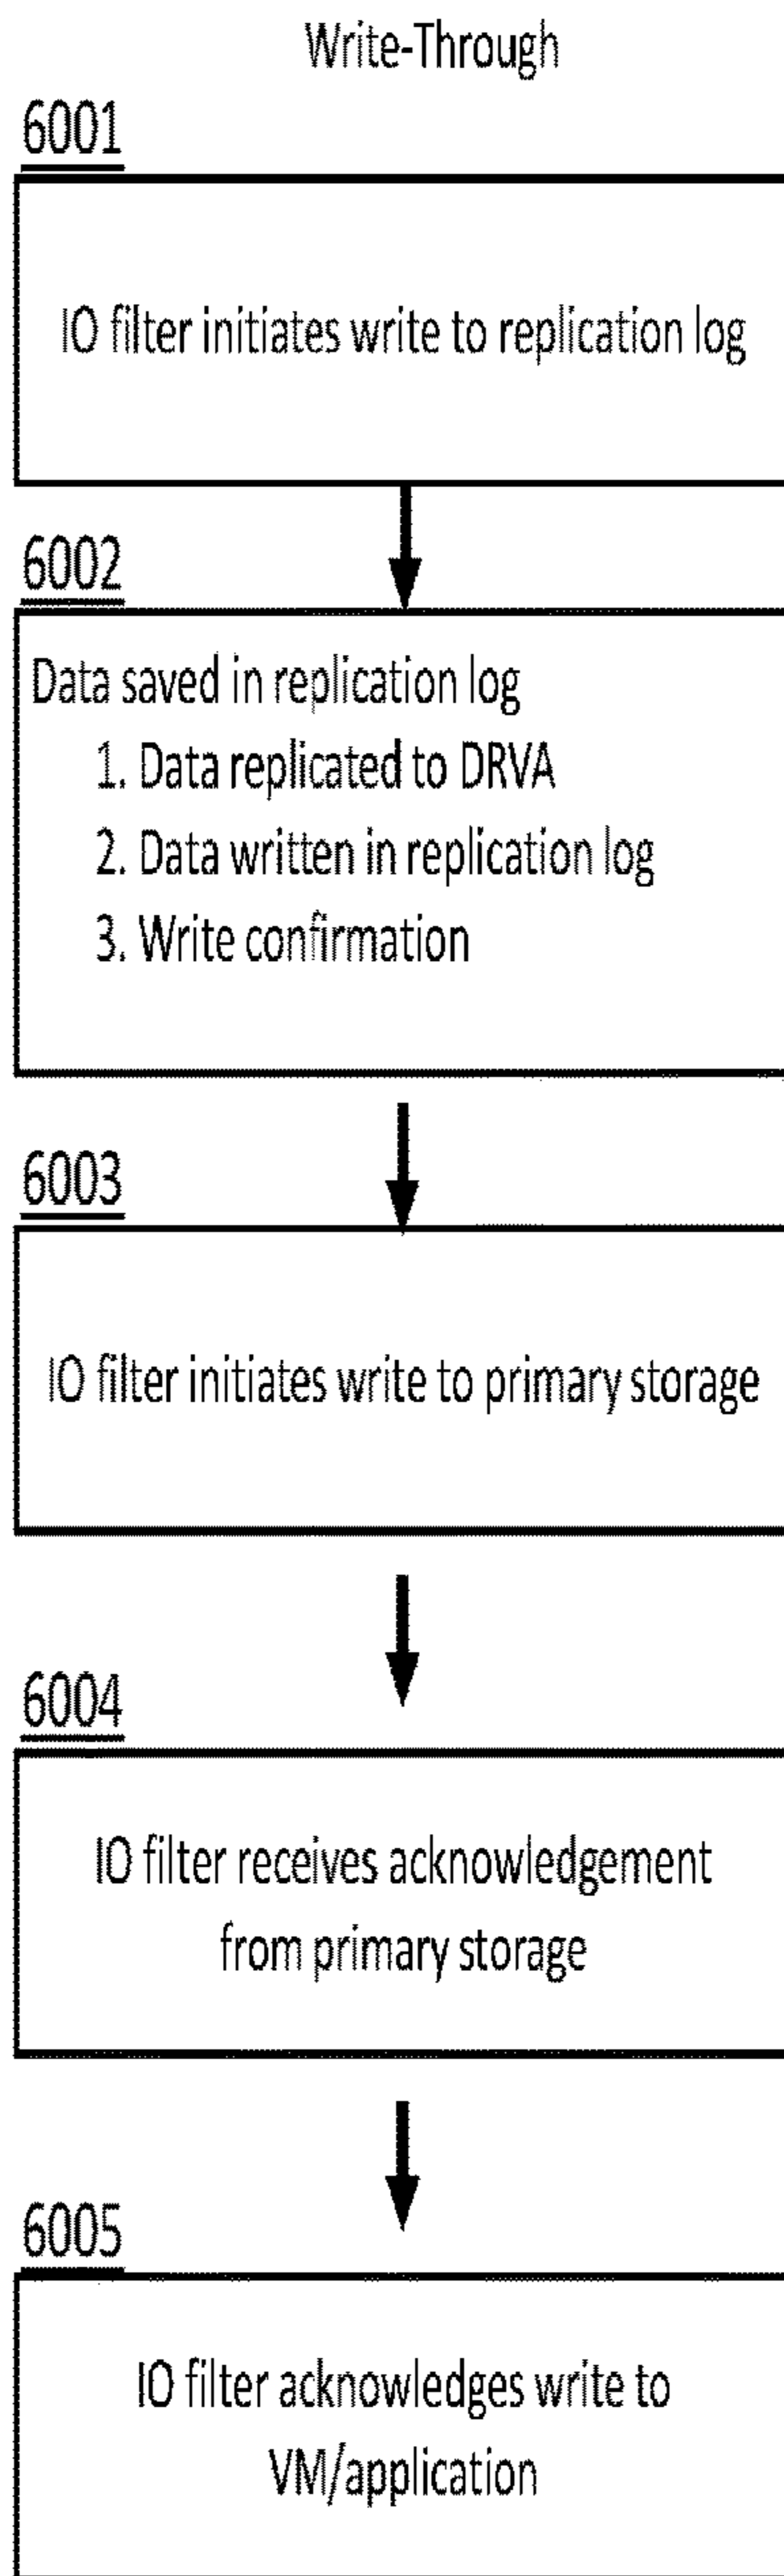 Write-Through
6001
IO filter initiates write to replication log
6002
Data saved in replication log
1. Data replicated to DRVA
2. Data written in replication log
3. Write confirmation
6003
IO filter initiates write to primary storage
6004
IO filter receives acknowledgement
from primary storage
6005
IO filter acknowledges write to
VM/application